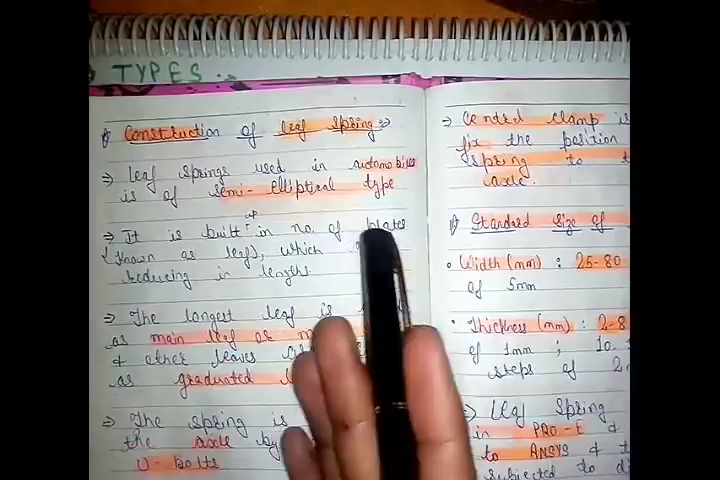 TYPES :-
Construction of leaf spring :-
⇒ Leaf springs used in automobiles
is of semi-elliptical type
⇒ It is built up in no. of plates
(known as leaf), which
reducing in lengths.
⇒ The longest leaf is
as main leaf or
& other leaves
as graduated
⇒ The spring is
the axle by
U-bolts
⇒ Central clamp is
fix the position
spring to
axle.
Standard size of
• Width (mm) : 25-80
of 5mm
• Thickness (mm) : 2-8
of 1mm ; 10
steps of 2
⇒ Leaf Spring
in PRO-E &
to ANSYS &
subjected to